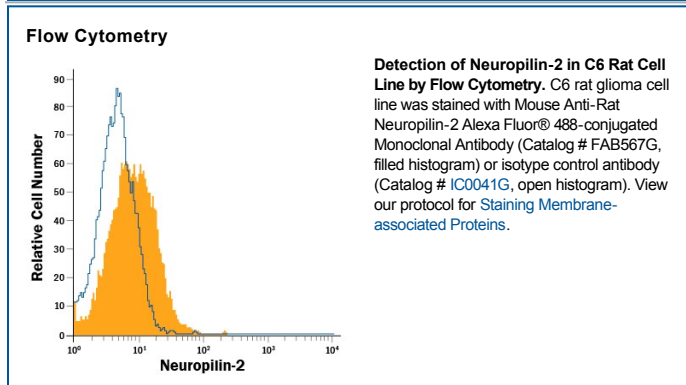 Flow Cytometry
90
80
70
60
50
40
30
20
10
0
Relative Cell Number
10⁰ 10¹ 10² 10³ 10⁴
Neuropilin-2
Detection of Neuropilin-2 in C6 Rat Cell
Line by Flow Cytometry. C6 rat glioma cell
line was stained with Mouse Anti-Rat
Neuropilin-2 Alexa Fluor® 488-conjugated
Monoclonal Antibody (Catalog # FAB567G,
filled histogram) or isotype control antibody
(Catalog # IC0041G, open histogram). View
our protocol for Staining Membrane-
associated Proteins.